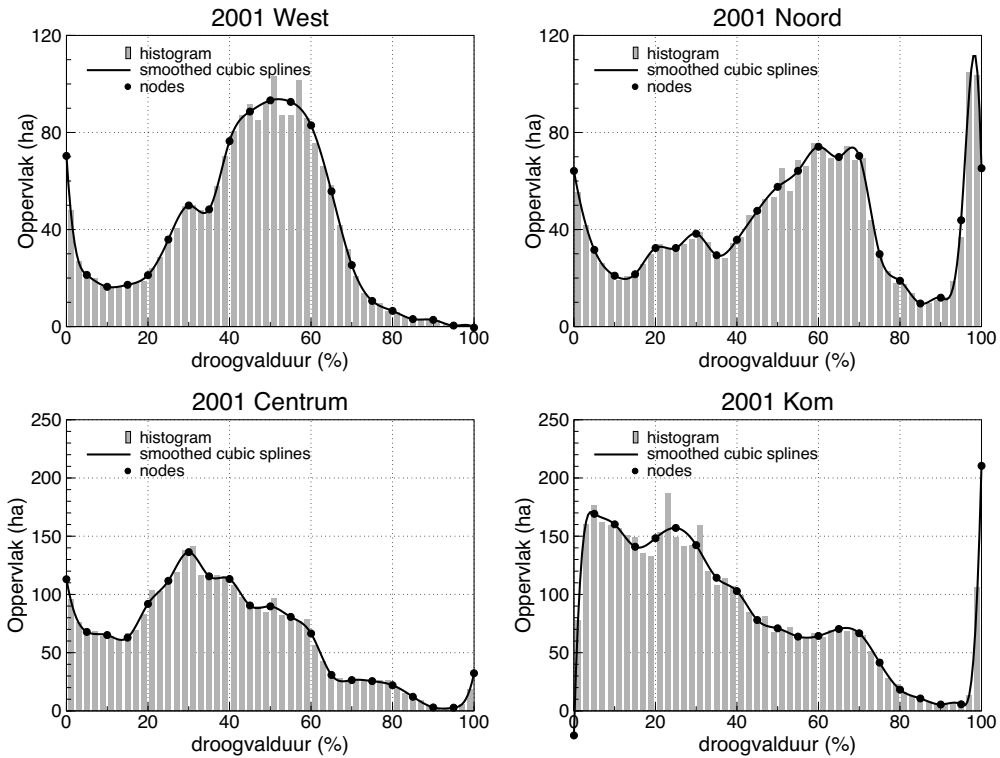 2001 West
120
80
40
0
Oppervlak (ha)
histogram
smoothed cubic splines
nodes
0 20 40 60 80 100
droogvalduur (%)
2001 Noord
120
80
40
0
Oppervlak (ha)
histogram
smoothed cubic splines
nodes
0 20 40 60 80 100
droogvalduur (%)
2001 Centrum
250
200
150
100
50
0
Oppervlak (ha)
histogram
smoothed cubic splines
nodes
0 20 40 60 80 100
droogvalduur (%)
2001 Kom
250
200
150
100
50
0
Oppervlak (ha)
histogram
smoothed cubic splines
nodes
0 20 40 60 80 100
droogvalduur (%)